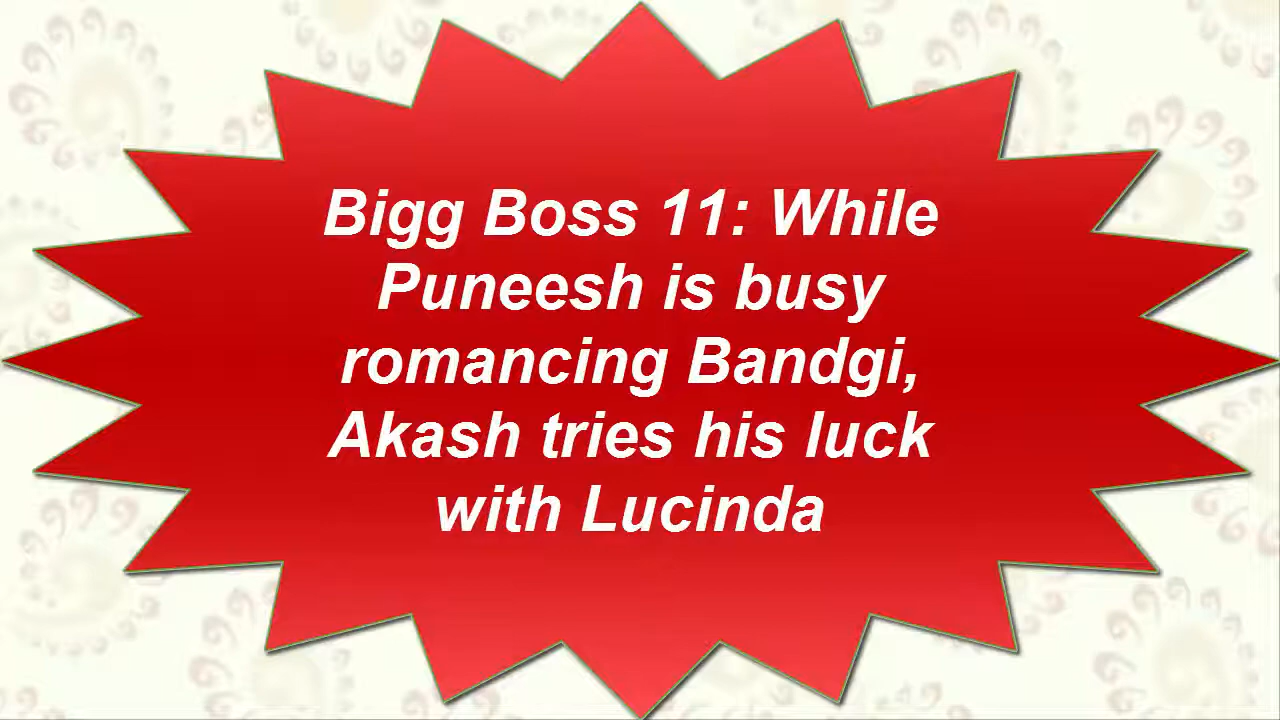 Bigg Boss 11: While
Puneesh is busy
romancing Bandgi,
Akash tries his luck
with Lucinda